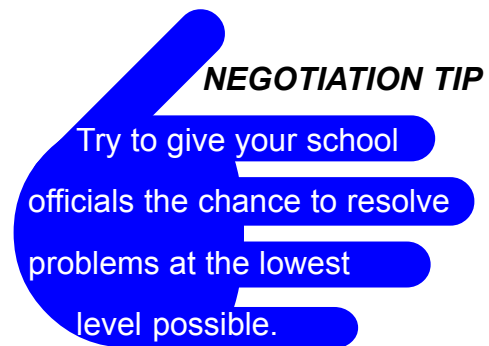 NEGOTIATION TIP
Try to give your school
officials the chance to resolve
problems at the lowest
level possible.